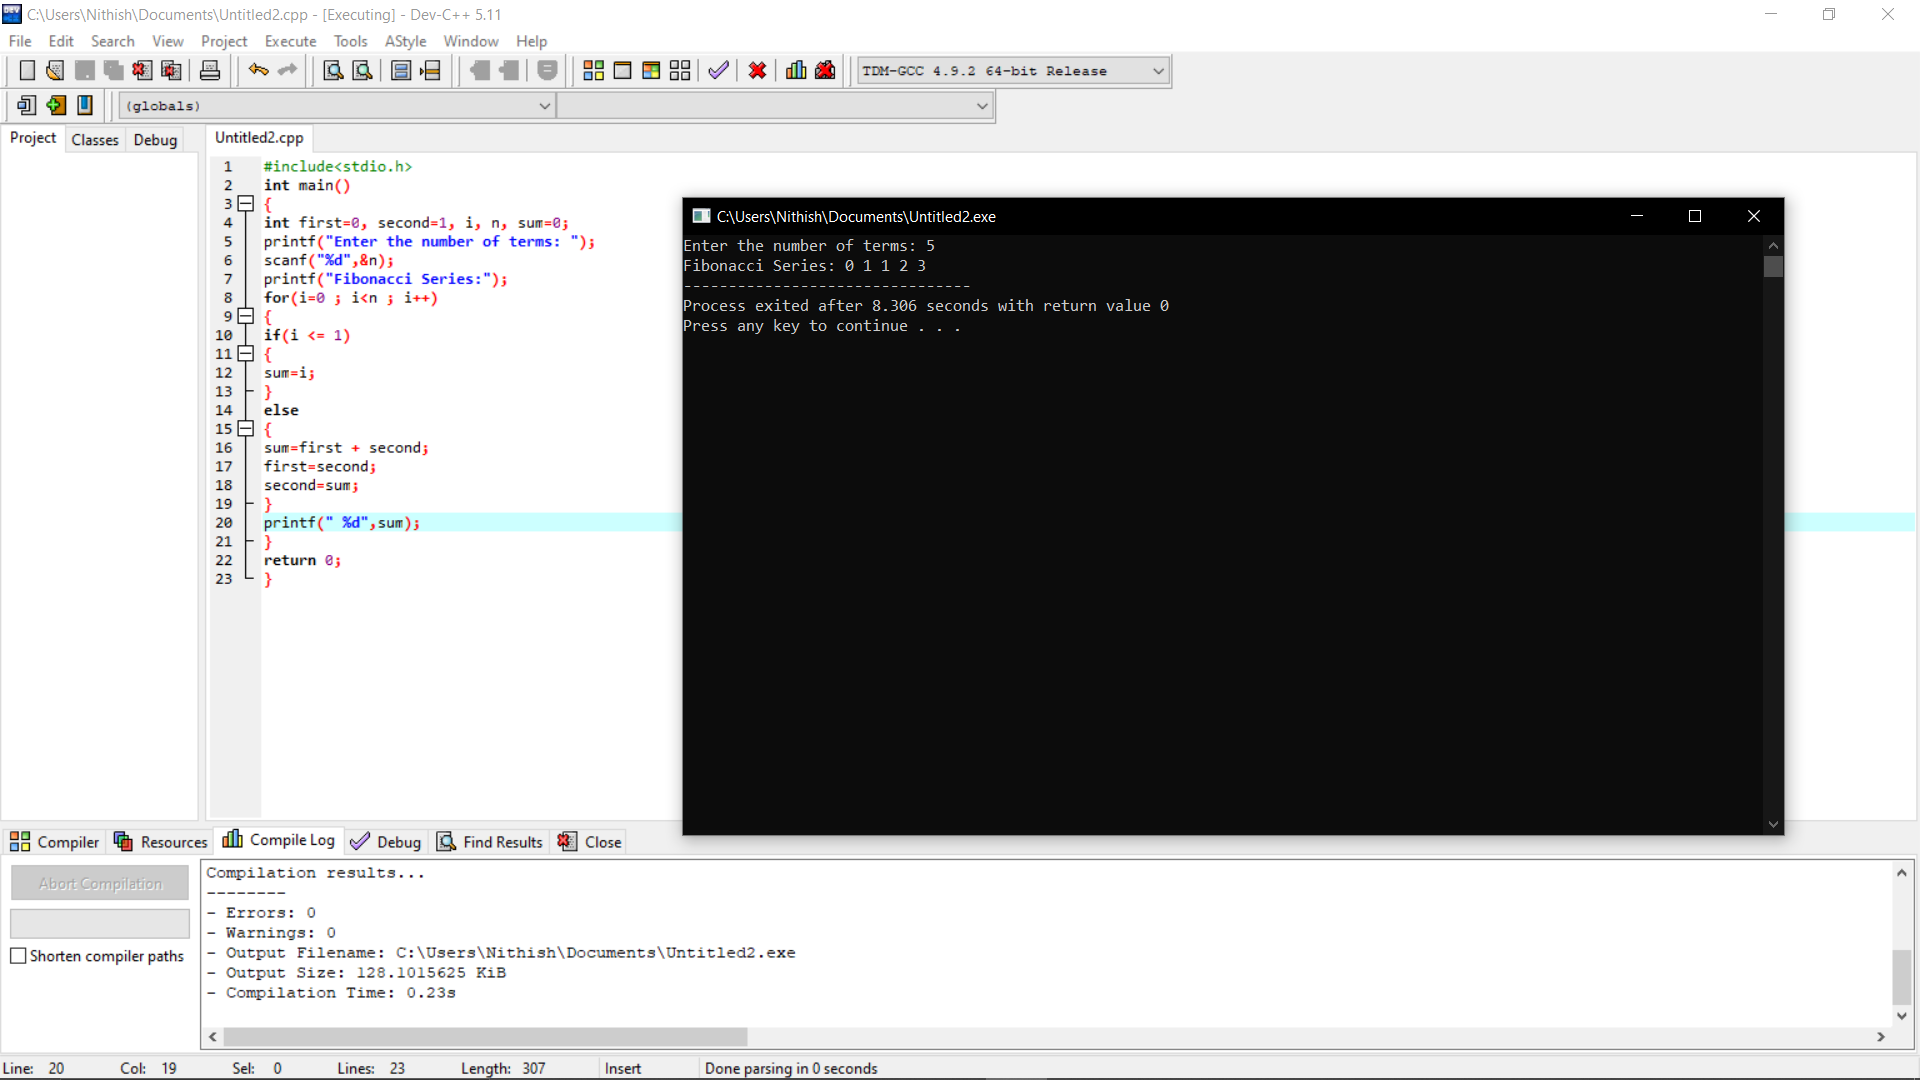 C:\Users\Nithish\Documents\Untitled2.cpp - [Executing] - Dev-C++ 5.11
File Edit Search View Project Execute Tools AStyle Window Help
TDM-GCC 4.9.2 64-bit Release
(globals)
Project Classes Debug
Untitled2.cpp
1 #include<stdio.h>
2 int main()
3 {
4 int first=0, second=1, i, n, sum=0;
5 printf("Enter the number of terms: ");
6 scanf("%d",&n);
7 printf("Fibonacci Series:");
8 for(i=0 ; i<n ; i++)
9 {
10 if(i <= 1)
11 {
12 sum=i;
13 }
14 else
15 {
16 sum=first + second;
17 first=second;
18 second=sum;
19 }
20 printf(" %d",sum);
21 }
22 return 0;
23 }
C:\Users\Nithish\Documents\Untitled2.exe
Enter the number of terms: 5
Fibonacci Series: 0 1 1 2 3
--------------------------------
Process exited after 8.306 seconds with return value 0
Press any key to continue . . .
Compiler Resources Compile Log Debug Find Results Close
Abort Compilation
Shorten compiler paths
Compilation results...
--------
- Errors: 0
- Warnings: 0
- Output Filename: C:\Users\Nithish\Documents\Untitled2.exe
- Output Size: 128.1015625 KiB
- Compilation Time: 0.23s
Line: 20 Col: 19 Sel: 0 Lines: 23 Length: 307 Insert Done parsing in 0 seconds